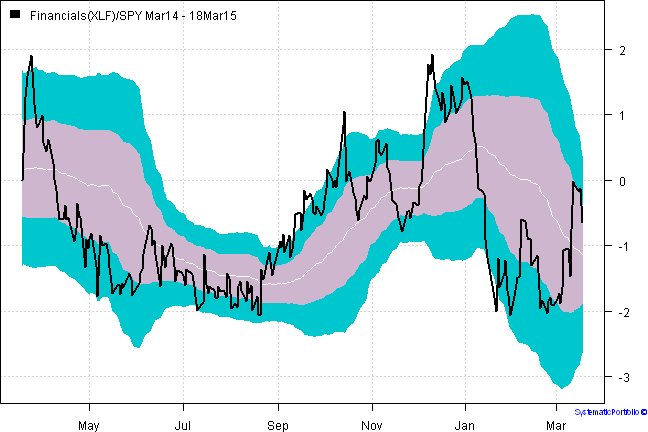 Financials(XLF)/SPY Mar14 - 18Mar15
2
1
0
-1
-2
-3
May Jul Sep Nov Jan Mar
SystematicPortfolio ©